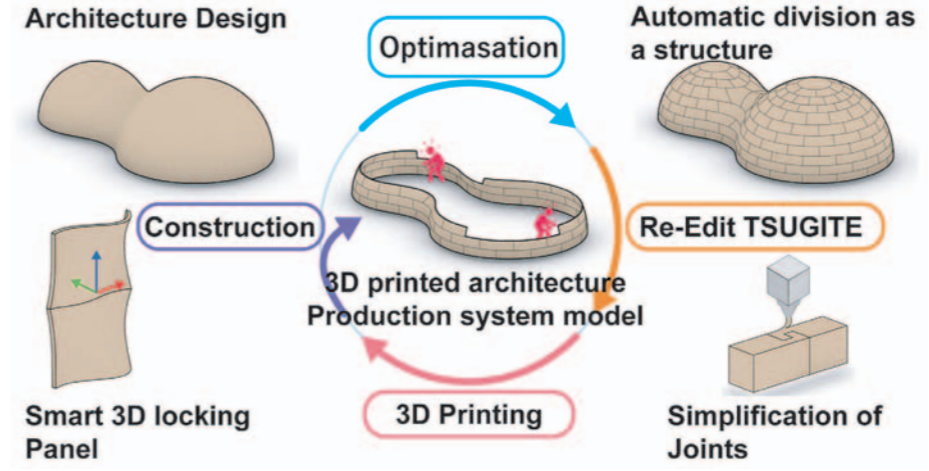 Architecture Design
Optimasation
Automatic division as
a structure
Construction
Re-Edit TSUGITE
3D printed architecture
Production system model
Smart 3D locking
Panel
3D Printing
Simplification of
Joints